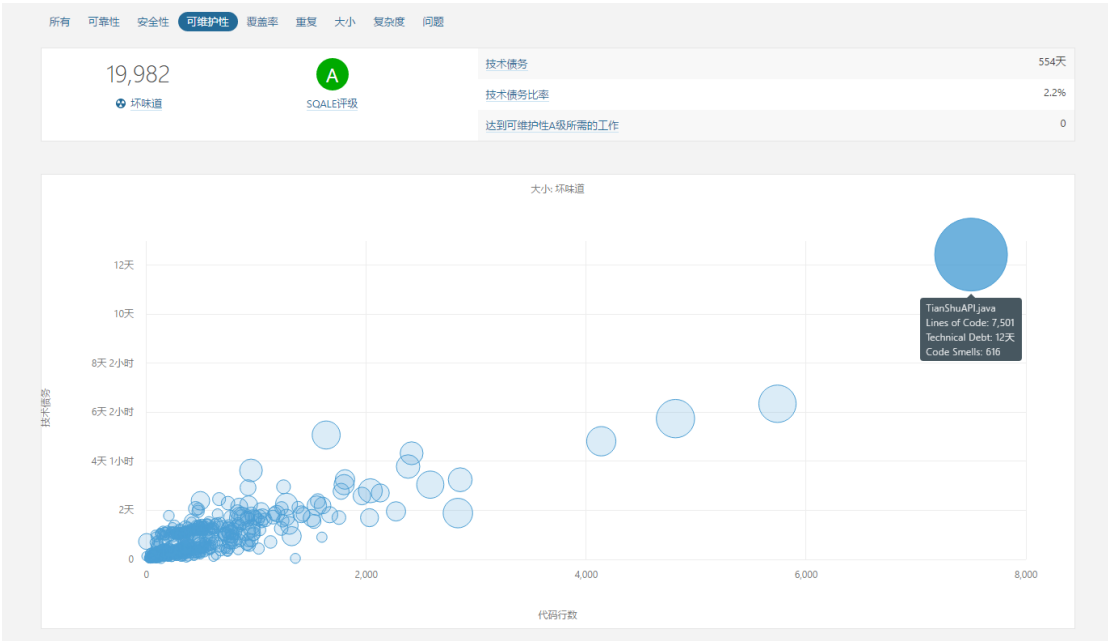 所有 可靠性 安全性 可维护性 覆盖率 重复 大小 复杂度 问题
19,982
坏味道
A
SQALE评级
技术债务 554天
技术债务比率 2.2%
达到可维护性A级所需的工作 0
大小: 坏味道
12天
10天
8天 2小时
6天 2小时
4天 1小时
2天
0
技术债务
TianShuAPI.java
Lines of Code: 7,501
Technical Debt: 12天
Code Smells: 616
0 2,000 4,000 6,000 8,000
代码行数